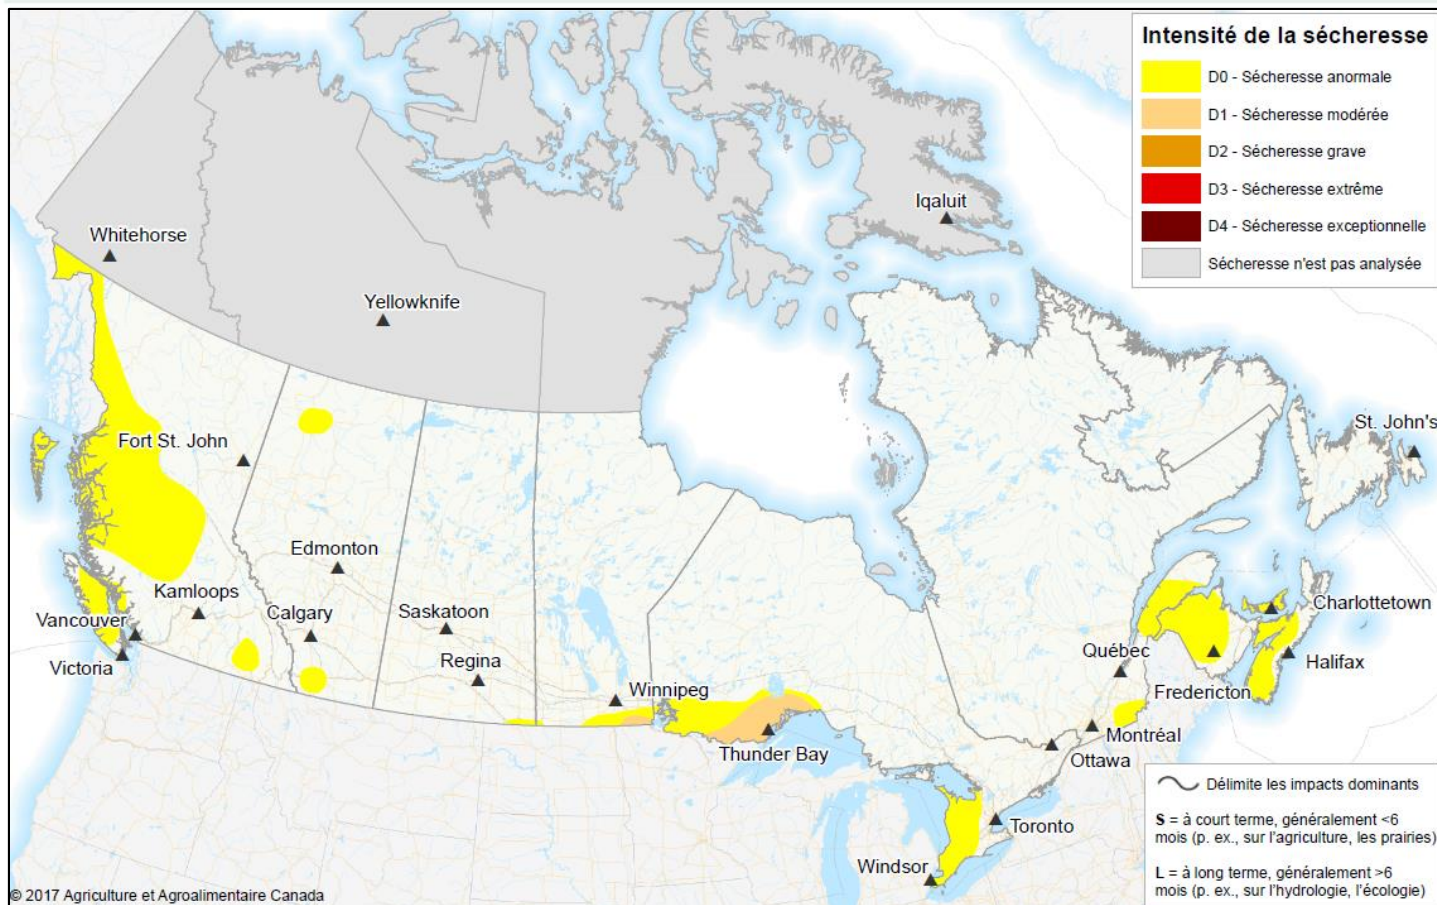 Intensité de la sécheresse
D0 - Sécheresse anormale
D1 - Sécheresse modérée
D2 - Sécheresse grave
D3 - Sécheresse extrême
D4 - Sécheresse exceptionnelle
Sécheresse n'est pas analysée
Iqaluit
Whitehorse
Yellowknife
St. John's
Fort St. John
Edmonton
Kamloops
Calgary
Saskatoon
Charlottetown
Vancouver
Victoria
Regina
Québec
Halifax
Winnipeg
Fredericton
Montréal
Thunder Bay
Ottawa
Toronto
Windsor
Délimite les impacts dominants
S = à court terme, généralement <6
mois (p. ex., sur l'agriculture, les prairies)
L = à long terme, généralement >6
mois (p. ex., sur l'hydrologie, l'écologie)
© 2017 Agriculture et Agroalimentaire Canada